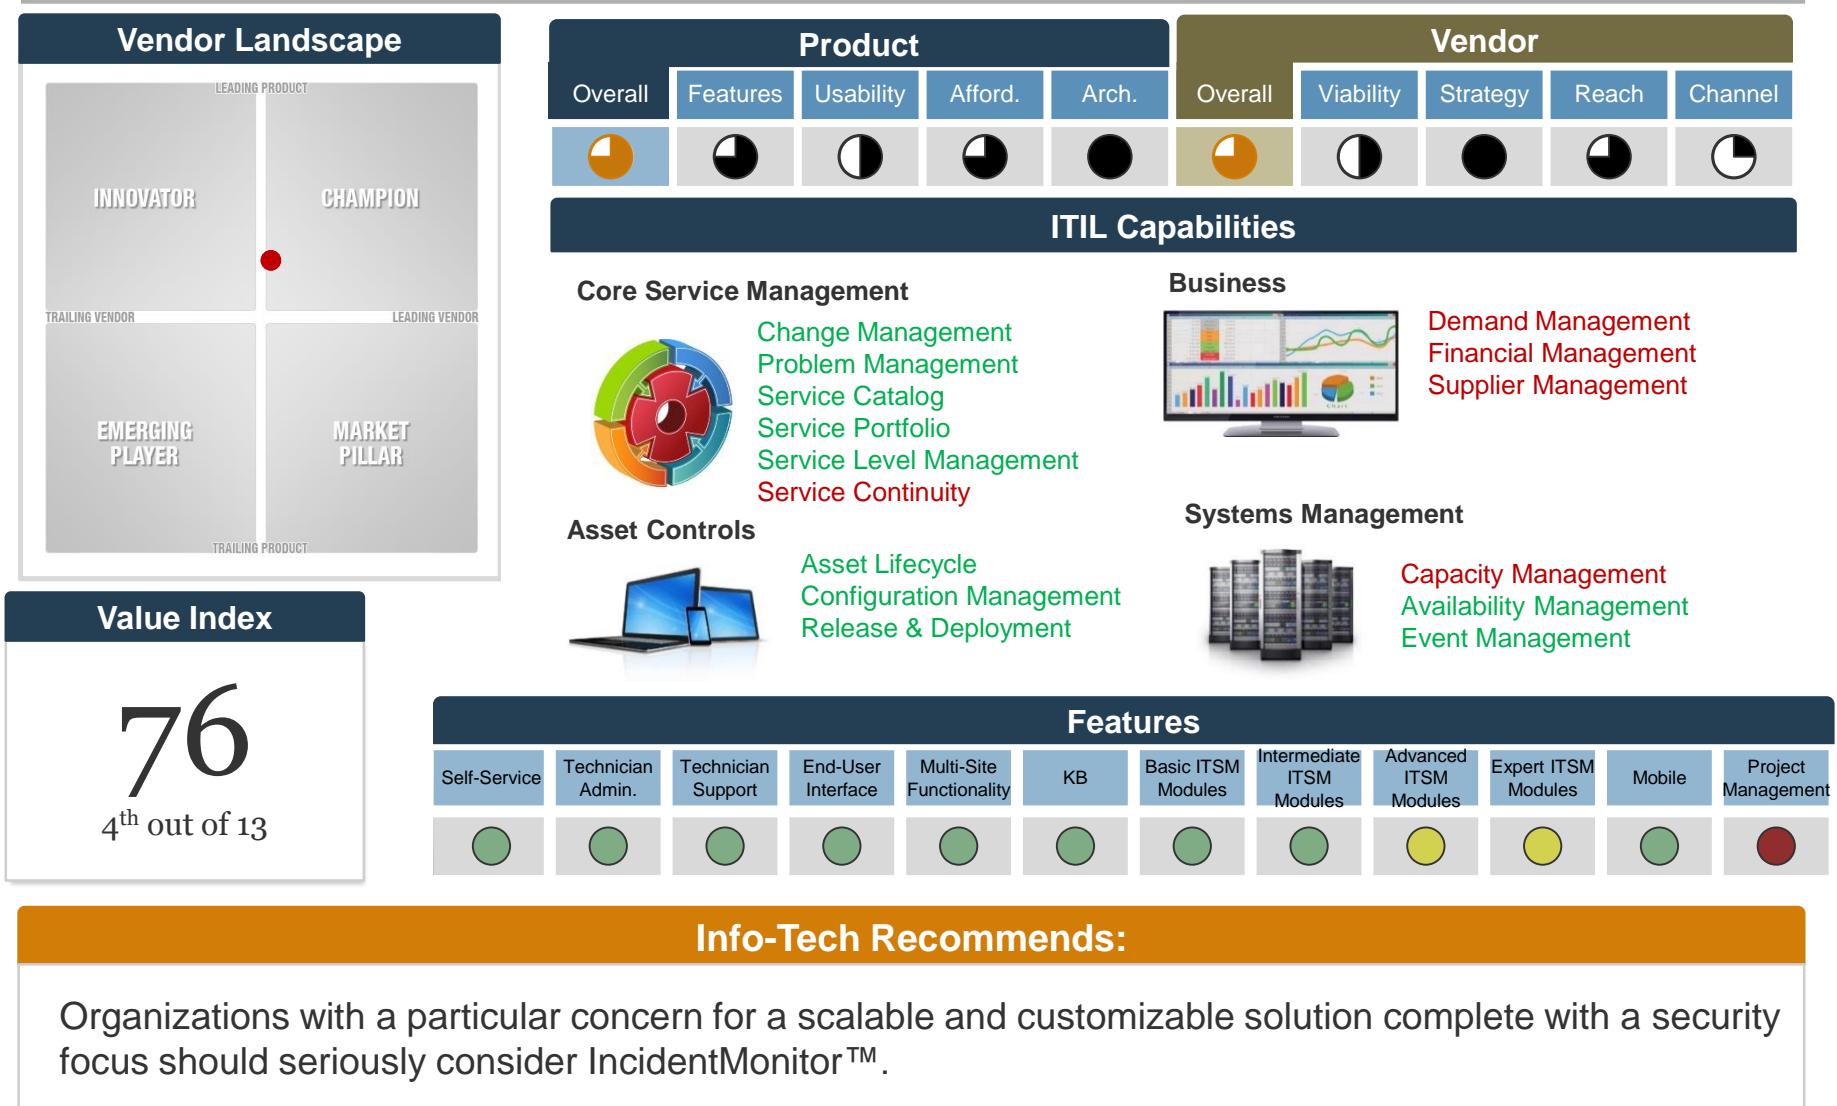 Vendor Landscape
LEADING PRODUCT
INNOVATOR
CHAMPION
TRAILING VENDOR
LEADING VENDOR
EMERGING
PLAYER
MARKET
PILLAR
TRAILING PRODUCT
Product
Vendor
Overall
Features
Usability
Afford.
Arch.
Overall
Viability
Strategy
Reach
Channel
ITIL Capabilities
Core Service Management
Change Management
Problem Management
Service Catalog
Service Portfolio
Service Level Management
Service Continuity
Business
Chart
Demand Management
Financial Management
Supplier Management
Asset Controls
Asset Lifecycle
Configuration Management
Release & Deployment
Systems Management
Capacity Management
Availability Management
Event Management
Value Index
76
4th out of 13
Features
Self-Service
Technician
Admin.
Technician
Support
End-User
Interface
Multi-Site
Functionality
KB
Basic ITSM
Modules
Intermediate
ITSM
Modules
Advanced
ITSM
Modules
Expert ITSM
Modules
Mobile
Project
Management
Info-Tech Recommends:
Organizations with a particular concern for a scalable and customizable solution complete with a security
focus should seriously consider IncidentMonitor™.